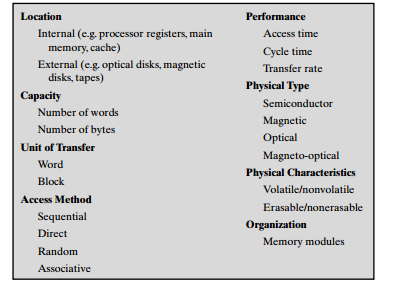 Location
Internal (e.g. processor registers, main
memory, cache)
External (e.g. optical disks, magnetic
disks, tapes)
Capacity
Number of words
Number of bytes
Unit of Transfer
Word
Block
Access Method
Sequential
Direct
Random
Associative
Performance
Access time
Cycle time
Transfer rate
Physical Type
Semiconductor
Magnetic
Optical
Magneto-optical
Physical Characteristics
Volatile/nonvolatile
Erasable/nonerasable
Organization
Memory modules